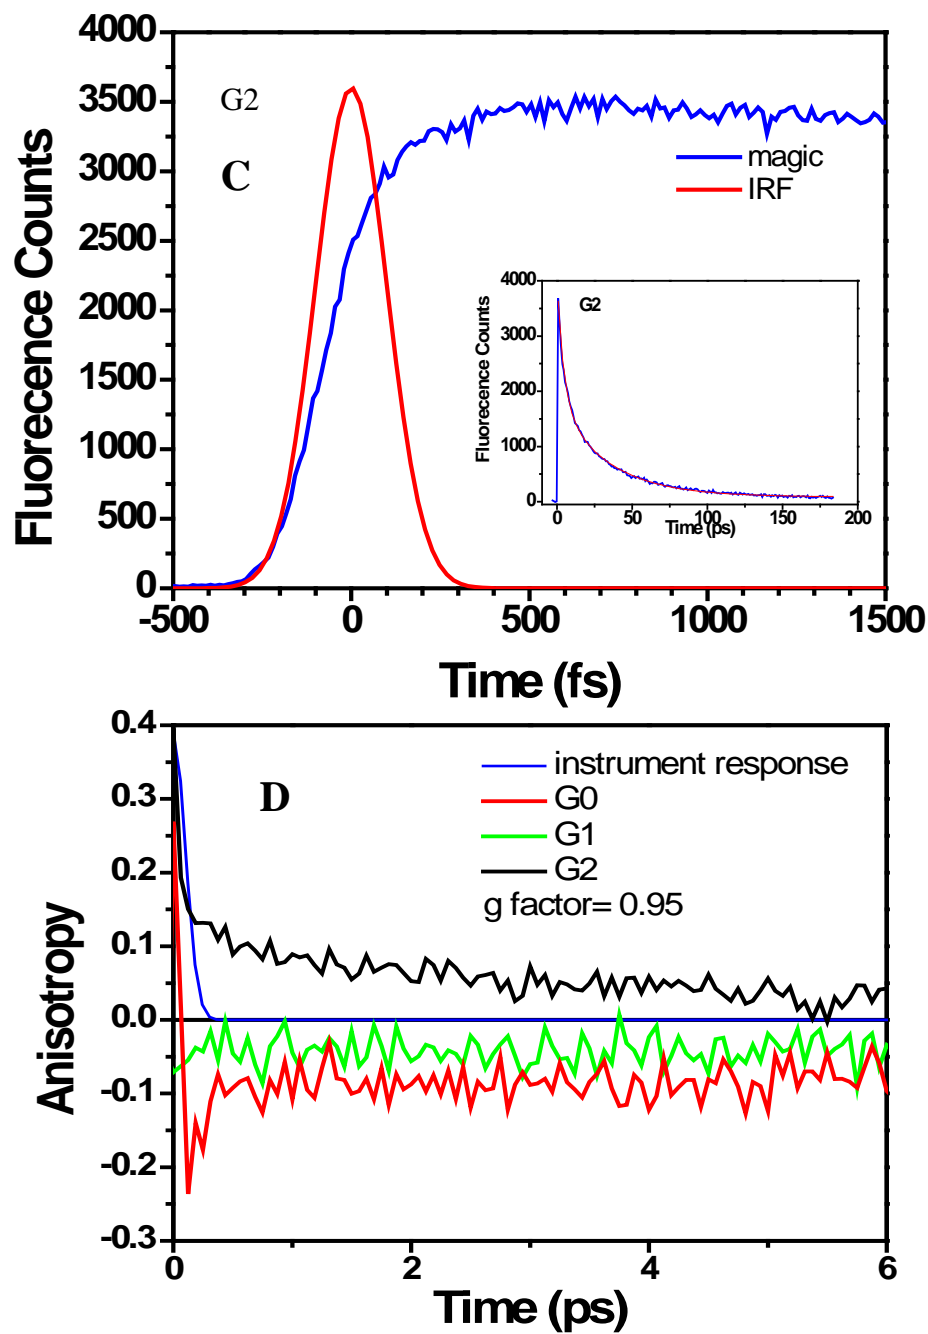 4000
3500
3000
2500
2000
1500
1000
500
0
Fluorecence Counts
G2
C
magic
IRF
4000
3000
2000
1000
0
Fluorecence Counts
G2
0 50 100 150 200
Time (ps)
-500 0 500 1000 1500
Time (fs)
0.4
0.3
0.2
0.1
0.0
-0.1
-0.2
-0.3
Anisotropy
D
instrument response
G0
G1
G2
g factor= 0.95
0 2 4 6
Time (ps)